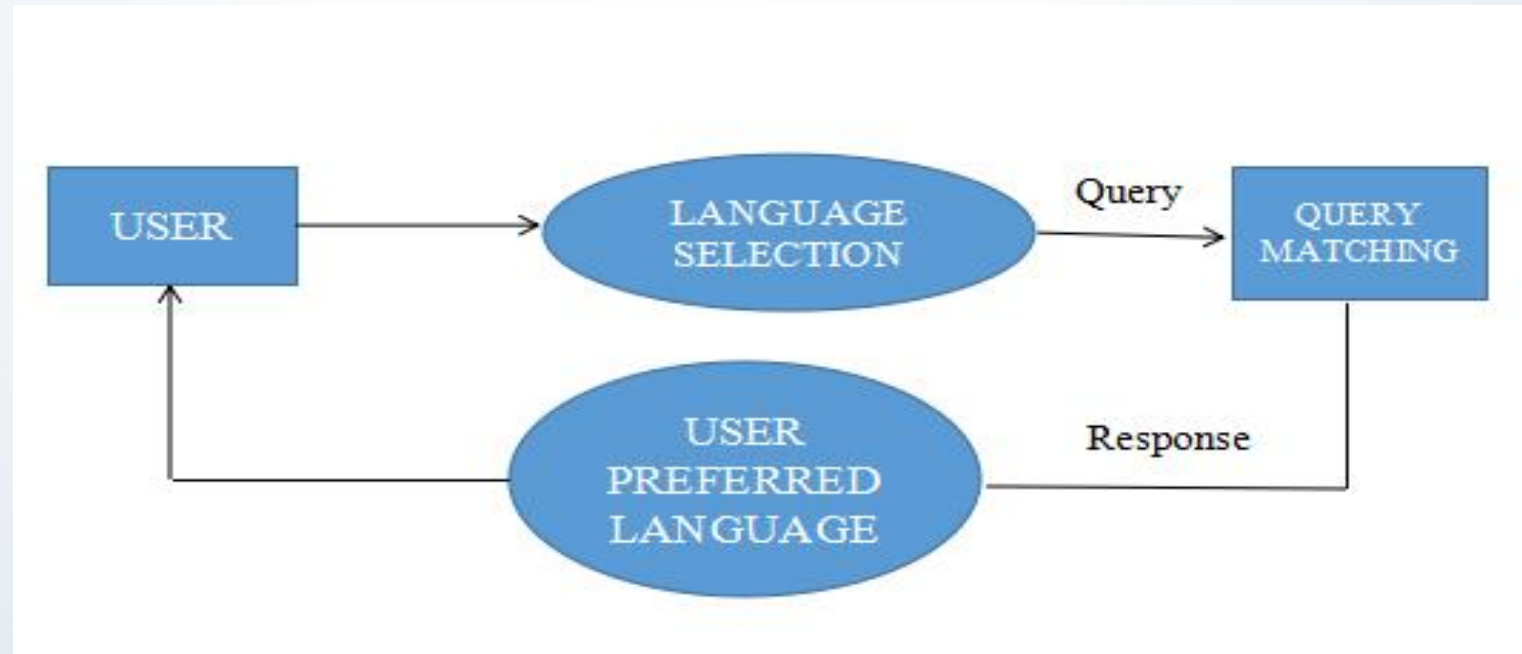 USER
LANGUAGE
SELECTION
Query
QUERY
MATCHING
USER
PREFERRED
LANGUAGE
Response